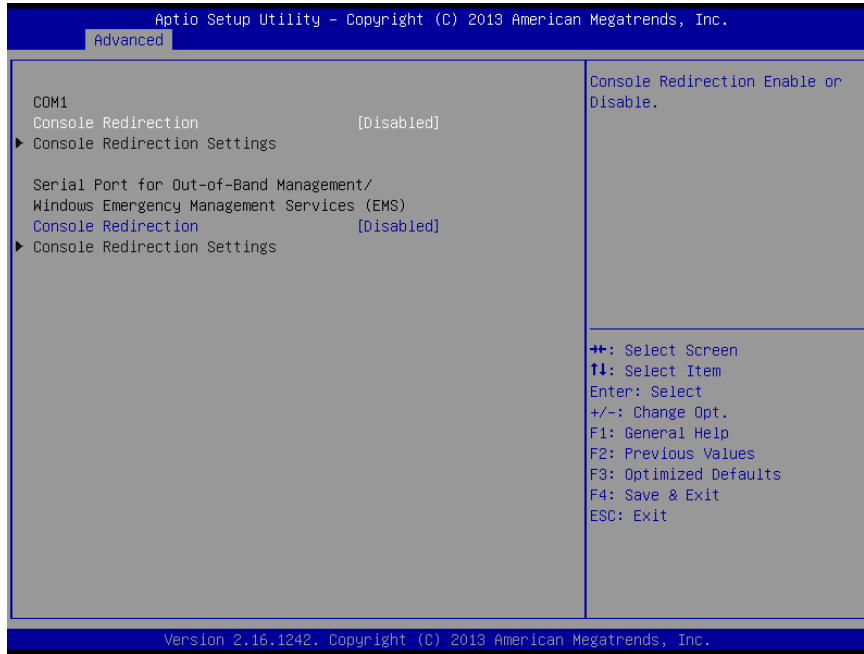 Aptio Setup Utility – Copyright (C) 2013 American Megatrends, Inc.
Advanced
COM1
Console Redirection [Disabled]
▶ Console Redirection Settings
Serial Port for Out-of-Band Management/
Windows Emergency Management Services (EMS)
Console Redirection [Disabled]
▶ Console Redirection Settings
Console Redirection Enable or
Disable.
→←: Select Screen
↑↓: Select Item
Enter: Select
+/-: Change Opt.
F1: General Help
F2: Previous Values
F3: Optimized Defaults
F4: Save & Exit
ESC: Exit
Version 2.16.1242. Copyright (C) 2013 American Megatrends, Inc.